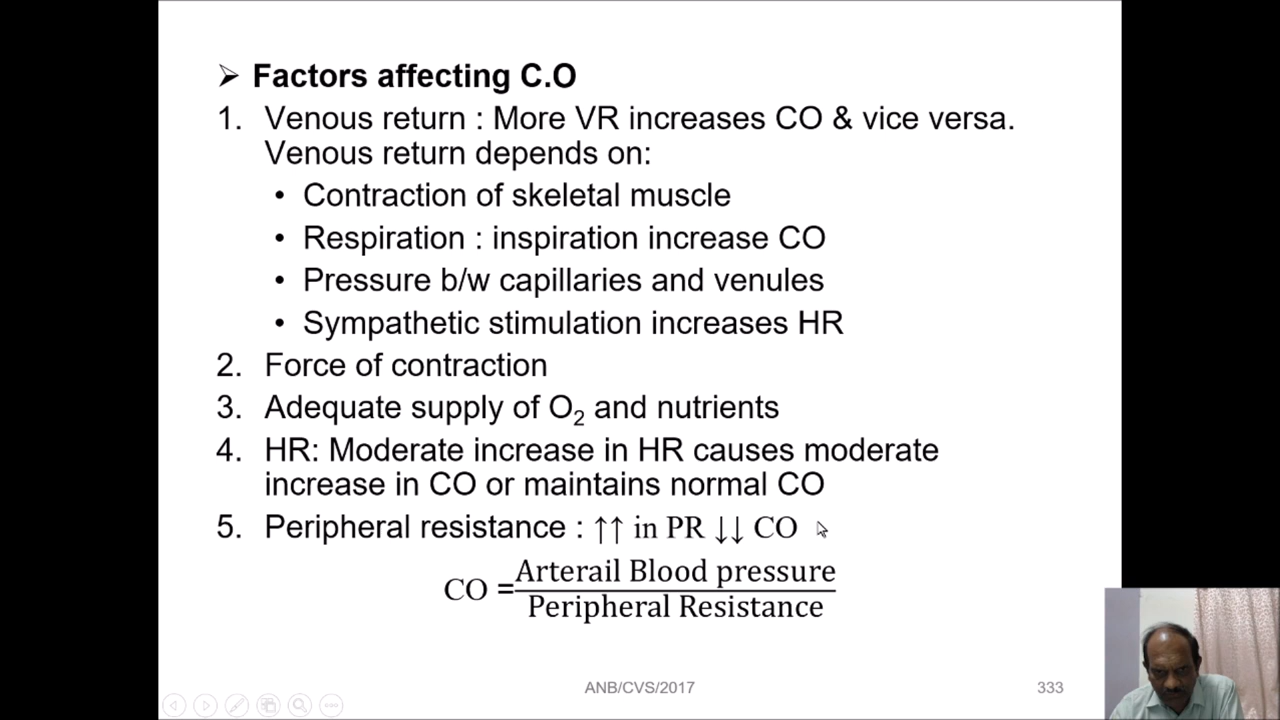 ➢ Factors affecting C.O
1. Venous return : More VR increases CO & vice versa.
Venous return depends on:
• Contraction of skeletal muscle
• Respiration : inspiration increase CO
• Pressure b/w capillaries and venules
• Sympathetic stimulation increases HR
2. Force of contraction
3. Adequate supply of O₂ and nutrients
4. HR: Moderate increase in HR causes moderate
increase in CO or maintains normal CO
5. Peripheral resistance : ↑↑ in PR ↓↓ CO
Arterail Blood pressure
CO =
Peripheral Resistance
ANB/CVS/2017
333